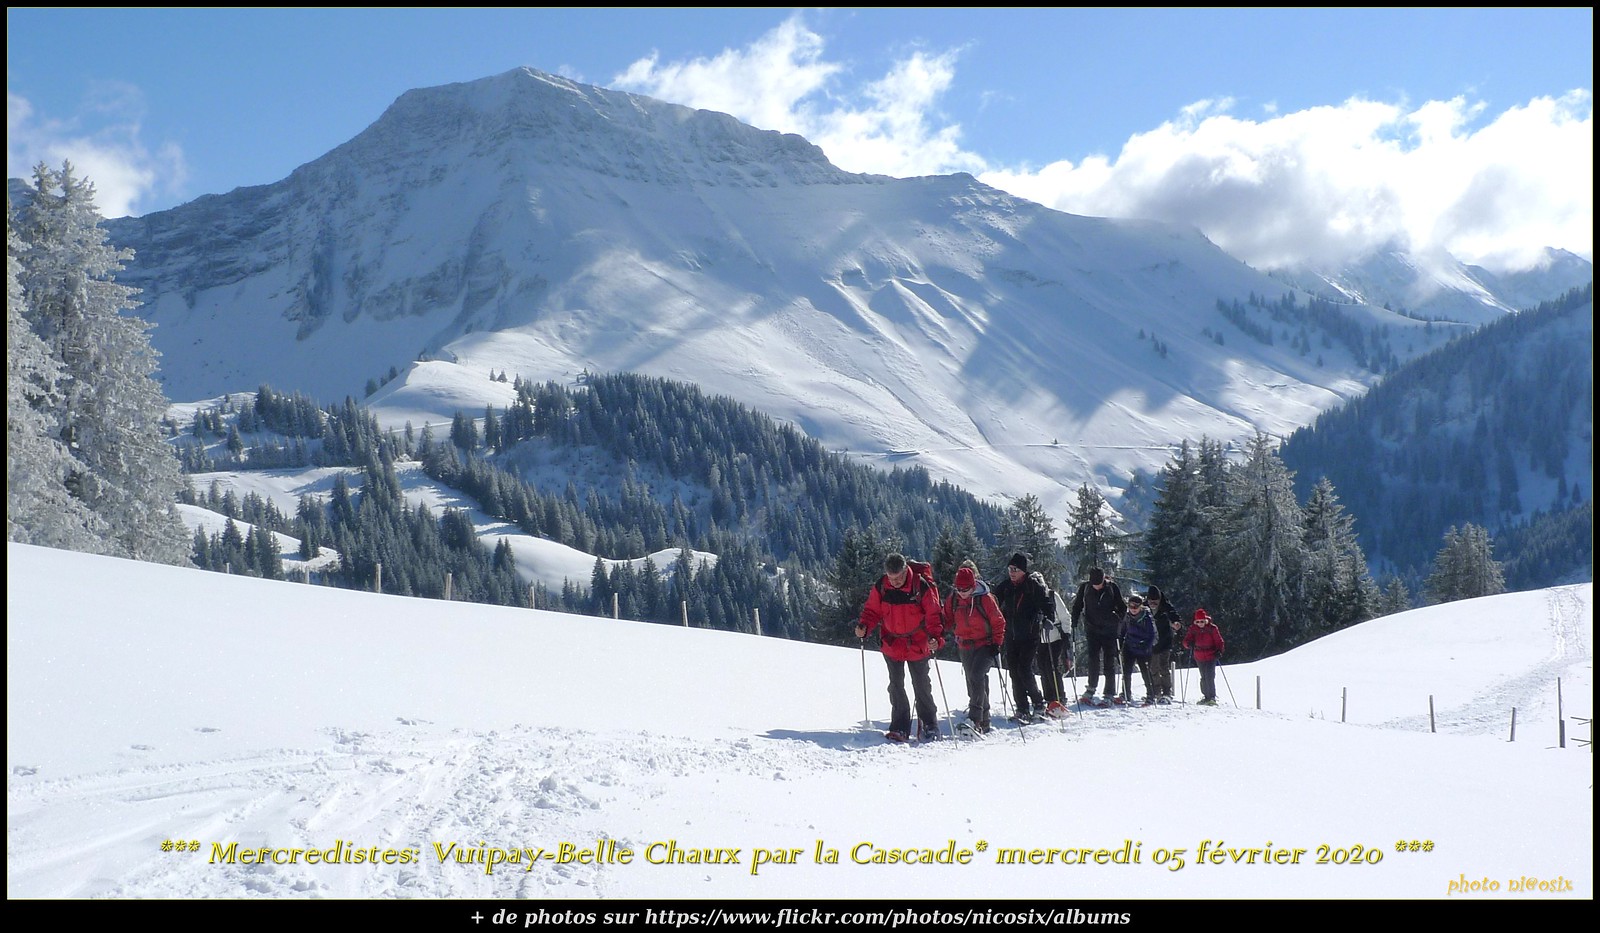 *** Mercredistes: Vuipay-Belle Chaux par la Cascade* mercredi 05 février 2020 ***
photo ni@osix
+ de photos sur https://www.flickr.com/photos/nicosix/albums